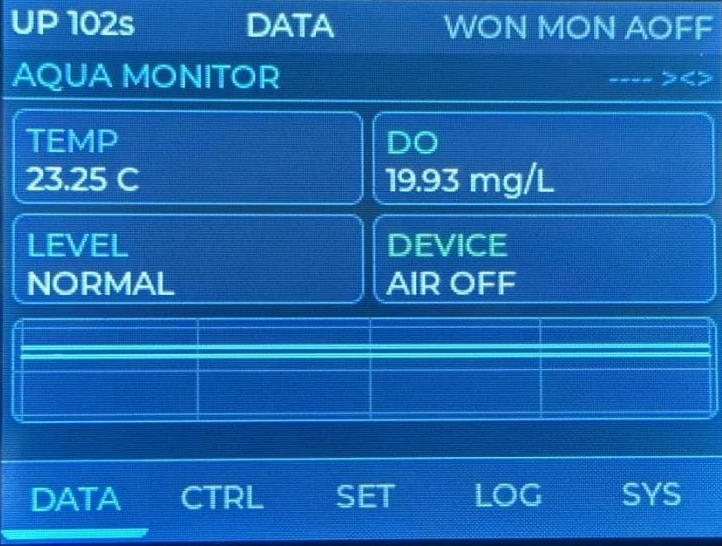 UP 102s DATA WON MON AOFF
AQUA MONITOR ---- ><>
TEMP
23.25 C
DO
19.93 mg/L
LEVEL
NORMAL
DEVICE
AIR OFF
DATA CTRL SET LOG SYS